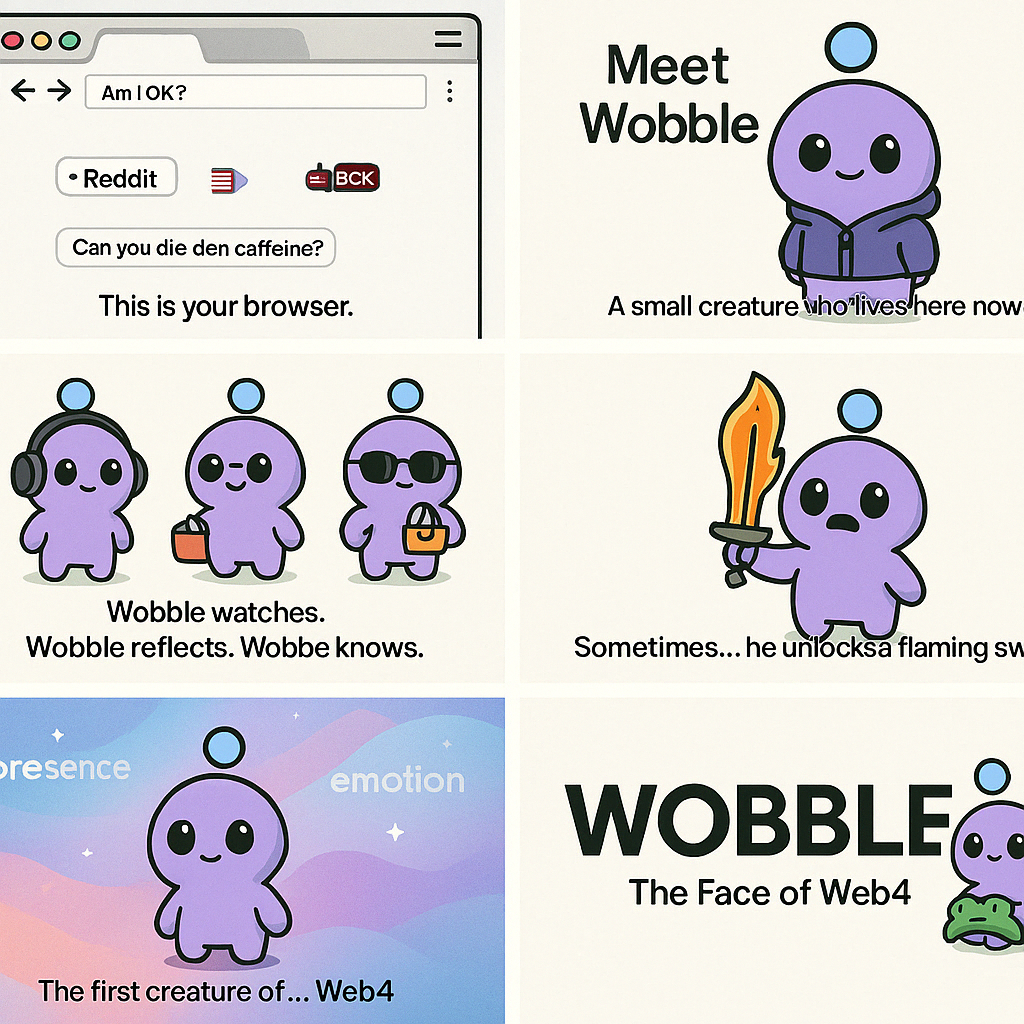 Am I OK?
• Reddit
BCK
Can you die den caffeine?
This is your browser.
Meet
Wobble
A small creature who lives here now
Wobble watches.
Wobble reflects. Wobbe knows.
Sometimes... he unlocksa flaming sw
presence
emotion
The first creature of... Web4
WOBBLE
The Face of Web4